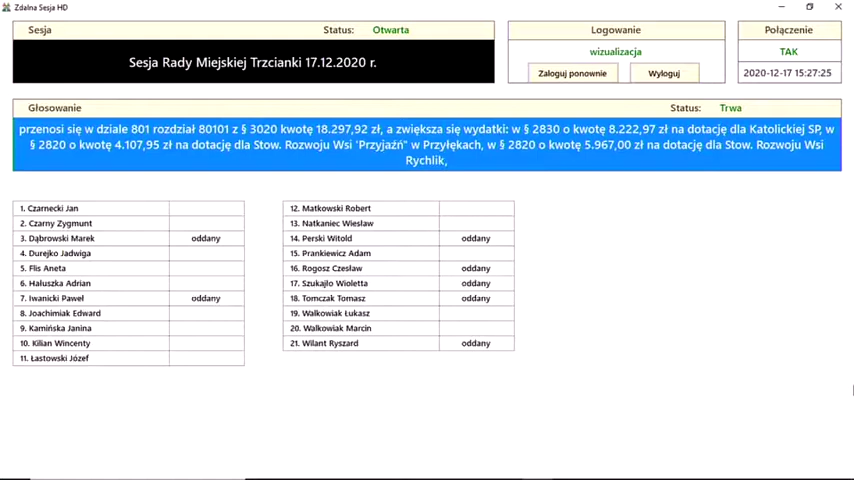 Zdalna Sesja HD
Sesja Status: Otwarta
Sesja Rady Miejskiej Trzcianki 17.12.2020 r.
Logowanie
wizualizacja
Zaloguj ponownie Wyloguj
Połączenie
TAK
2020-12-17 15:27:25
Głosowanie Status: Trwa
przenosi się w dziale 801 rozdział 80101 z § 3020 kwotę 18.297,92 zł, a zwiększa się wydatki: w § 2830 o kwotę 8.222,97 zł na dotację dla Katolickiej SP, w
§ 2820 o kwotę 4.107,95 zł na dotację dla Stow. Rozwoju Wsi 'Przyjaźń" w Przyłękach, w § 2820 o kwotę 5.967,00 zł na dotację dla Stow. Rozwoju Wsi
Rychlik,
1. Czarnecki Jan
2. Czarny Zygmunt
3. Dąbrowski Marek oddany
4. Durejko Jadwiga
5. Flis Aneta
6. Hałuszka Adrian
7. Iwanicki Paweł oddany
8. Joachimiak Edward
9. Kamińska Janina
10. Kilian Wincenty
11. Łastowski Józef
12. Matkowski Robert
13. Natkaniec Wiesław
14. Perski Witold oddany
15. Prankiewicz Adam
16. Rogosz Czesław oddany
17. Szukajło Wioletta oddany
18. Tomczak Tomasz oddany
19. Walkowiak Łukasz
20. Walkowiak Marcin
21. Wilant Ryszard oddany